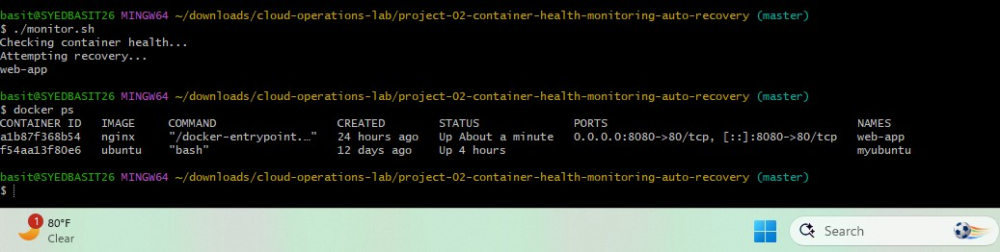 basit@SYEDBASIT26 MINGW64 ~/downloads/cloud-operations-lab/project-02-container-health-monitoring-auto-recovery (master)
$ ./monitor.sh
Checking container health...
Attempting recovery...
web-app
basit@SYEDBASIT26 MINGW64 ~/downloads/cloud-operations-lab/project-02-container-health-monitoring-auto-recovery (master)
$ docker ps
CONTAINER ID   IMAGE     COMMAND                  CREATED        STATUS              PORTS                                     NAMES
a1b87f368b54   nginx     "/docker-entrypoint.…"   24 hours ago   Up About a minute   0.0.0.0:8080->80/tcp, [::]:8080->80/tcp   web-app
f54aa13f80e6   ubuntu    "bash"                   12 days ago    Up 4 hours                                                    myubuntu
basit@SYEDBASIT26 MINGW64 ~/downloads/cloud-operations-lab/project-02-container-health-monitoring-auto-recovery (master)
$
1
80°F
Clear
Search